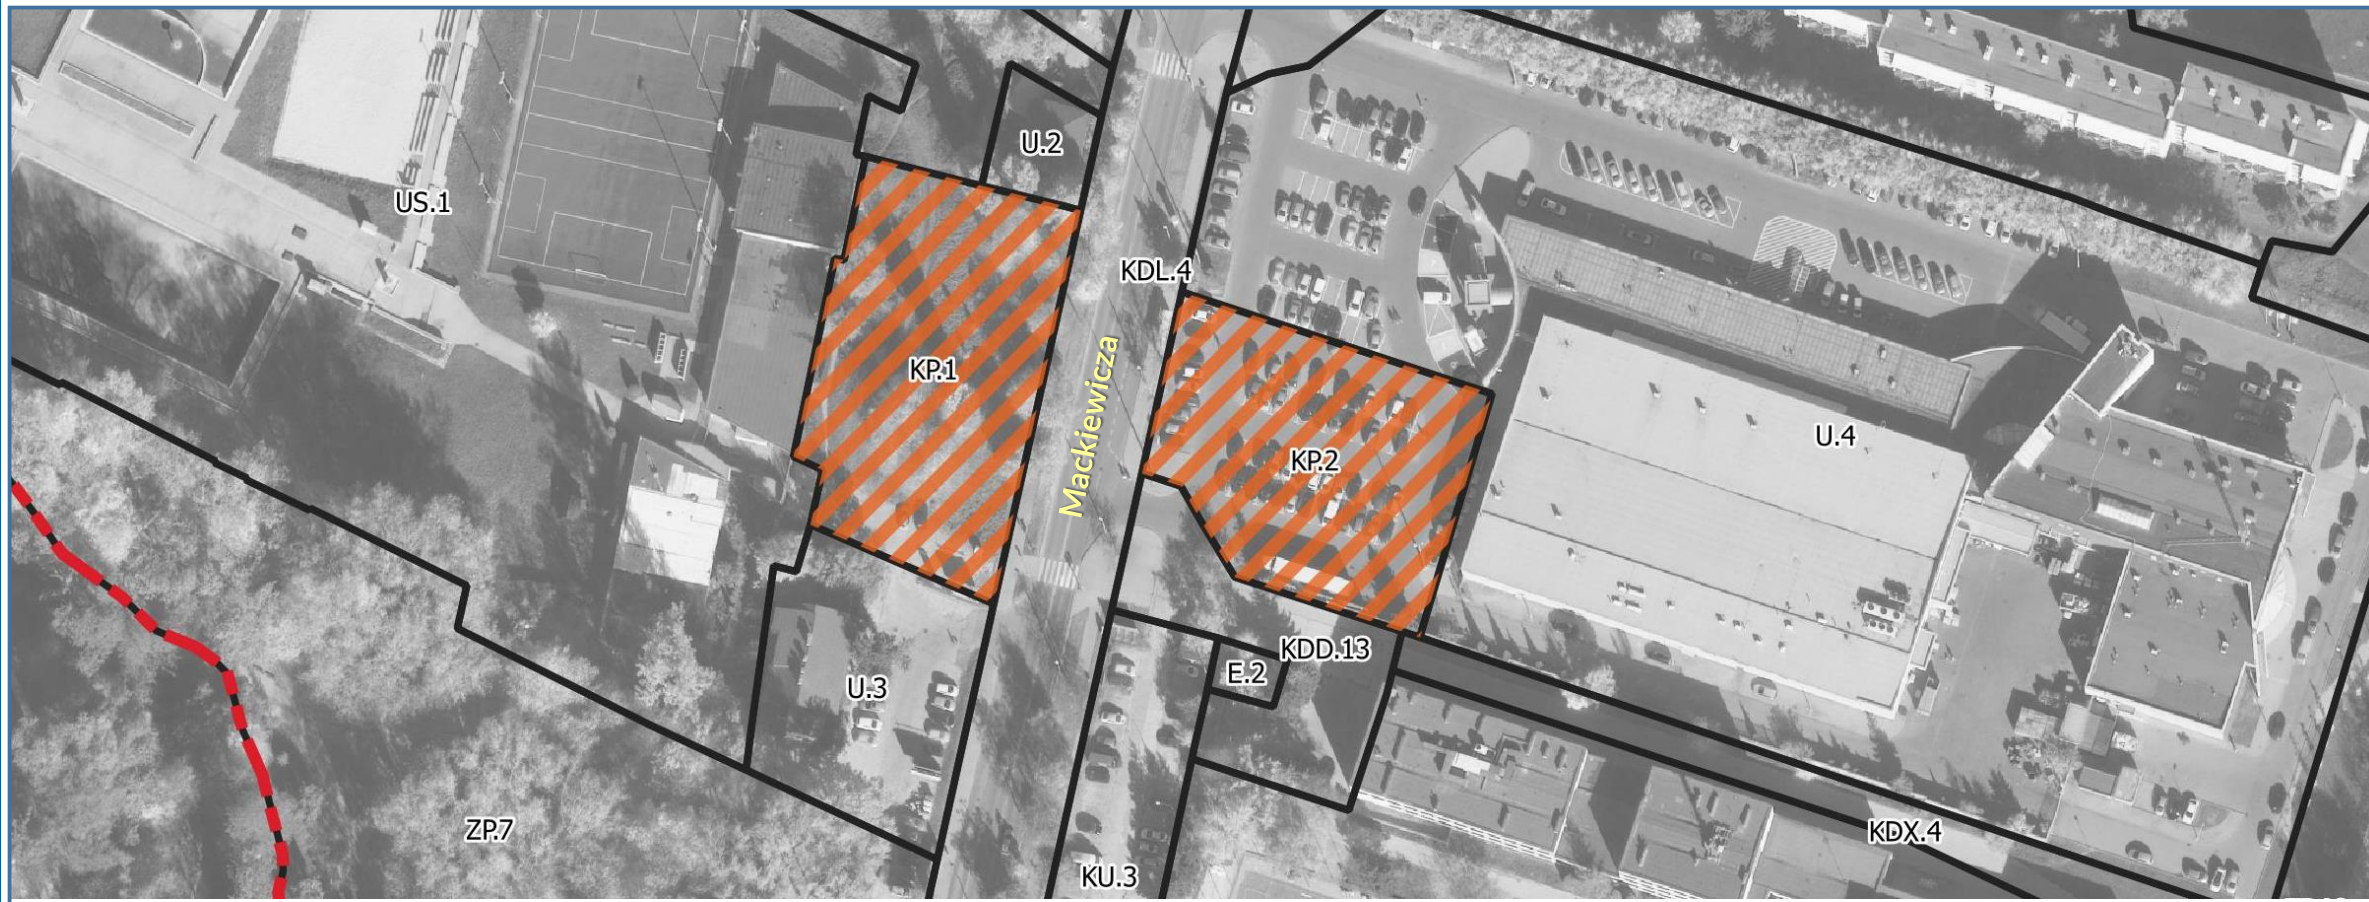 U.2
US.1
KDL.4
KP.1
Mackiewicza
U.4
KP.2
KDD.13
E.2
U.3
ZP.7
KDX.4
KU.3